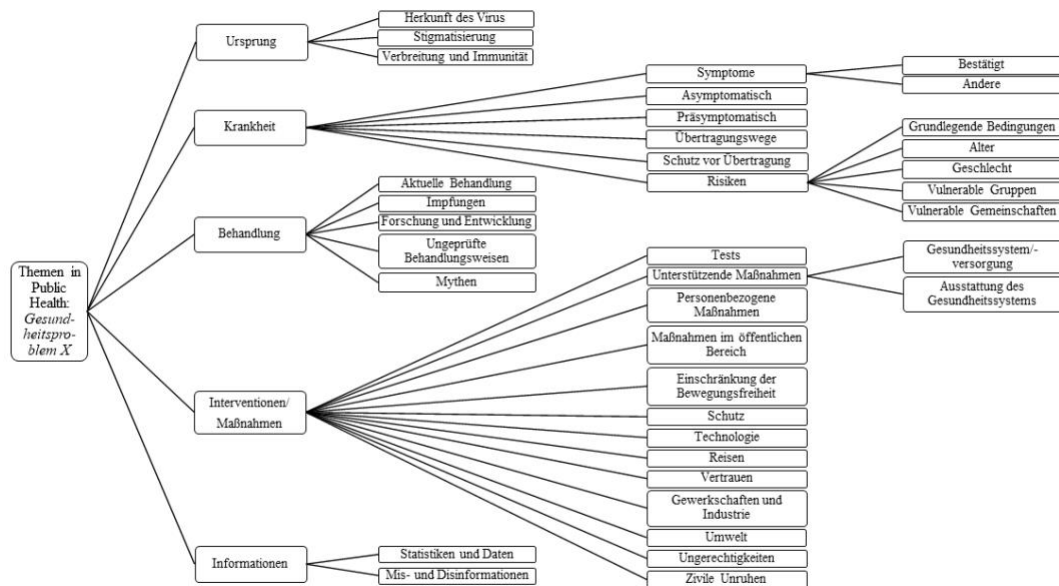 Themen in
Public
Health:
Gesund-
heitspro-
blem X
Ursprung
Herkunft des Virus
Stigmatisierung
Verbreitung und Immunität
Krankheit
Symptome
Bestätigt
Andere
Asymptomatisch
Präsymptomatisch
Übertragungswege
Schutz vor Übertragung
Risiken
Grundlegende Bedingungen
Alter
Geschlecht
Vulnerable Gruppen
Vulnerable Gemeinschaften
Behandlung
Aktuelle Behandlung
Impfungen
Forschung und Entwicklung
Ungeprüfte
Behandlungsweisen
Mythen
Interventionen/
Maßnahmen
Tests
Unterstützende Maßnahmen
Gesundheitssystem/-
versorgung
Ausstattung des
Gesundheitssystems
Personenbezogene
Maßnahmen
Maßnahmen im öffentlichen
Bereich
Einschränkung der
Bewegungsfreiheit
Schutz
Technologie
Reisen
Vertrauen
Gewerkschaften und
Industrie
Umwelt
Ungerechtigkeiten
Zivile Unruhen
Informationen
Statistiken und Daten
Mis- und Disinformationen